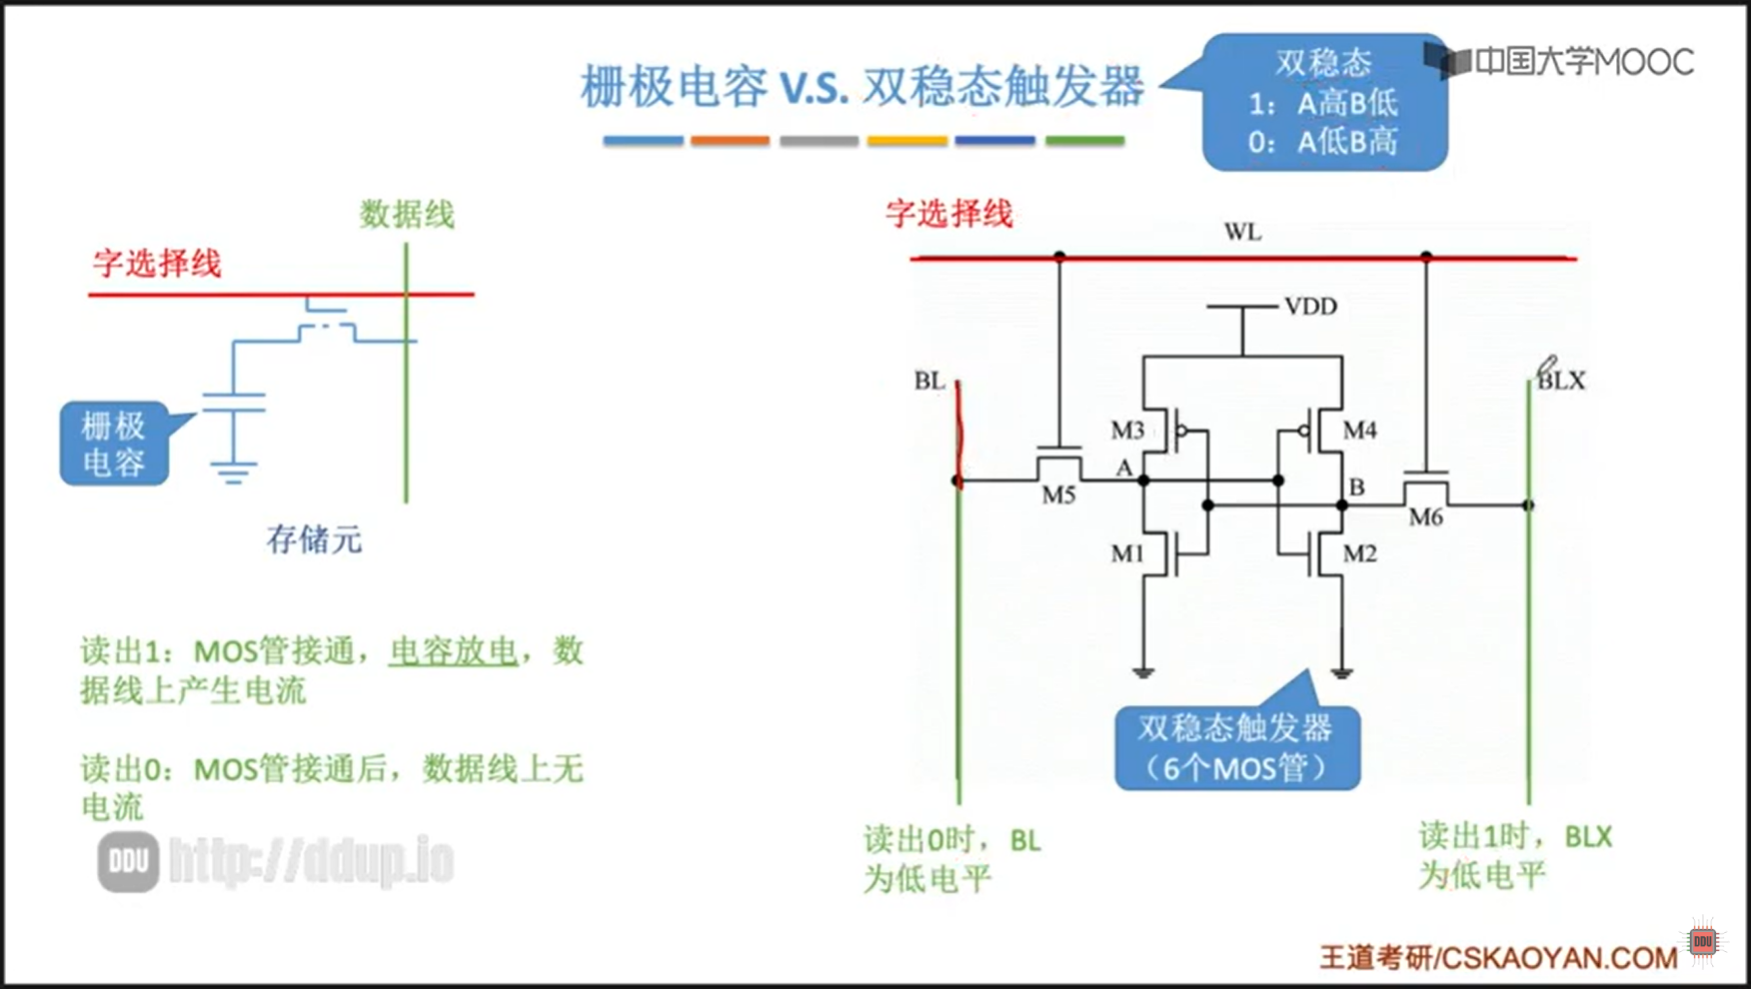 栅极电容 V.S. 双稳态触发器
双稳态
1：A高B低
0：A低B高
中国大学MOOC
数据线
字选择线
栅极
电容
存储元
读出1：MOS管接通，电容放电，数
据线上产生电流
读出0：MOS管接通后，数据线上无
电流
DDU http://ddup.io
字选择线
WL
VDD
BL
BLX
M3
M4
A
M5
B
M6
M1
M2
双稳态触发器
（6个MOS管）
读出0时，BL
为低电平
读出1时，BLX
为低电平
DDU
王道考研/CSKAOYAN.COM